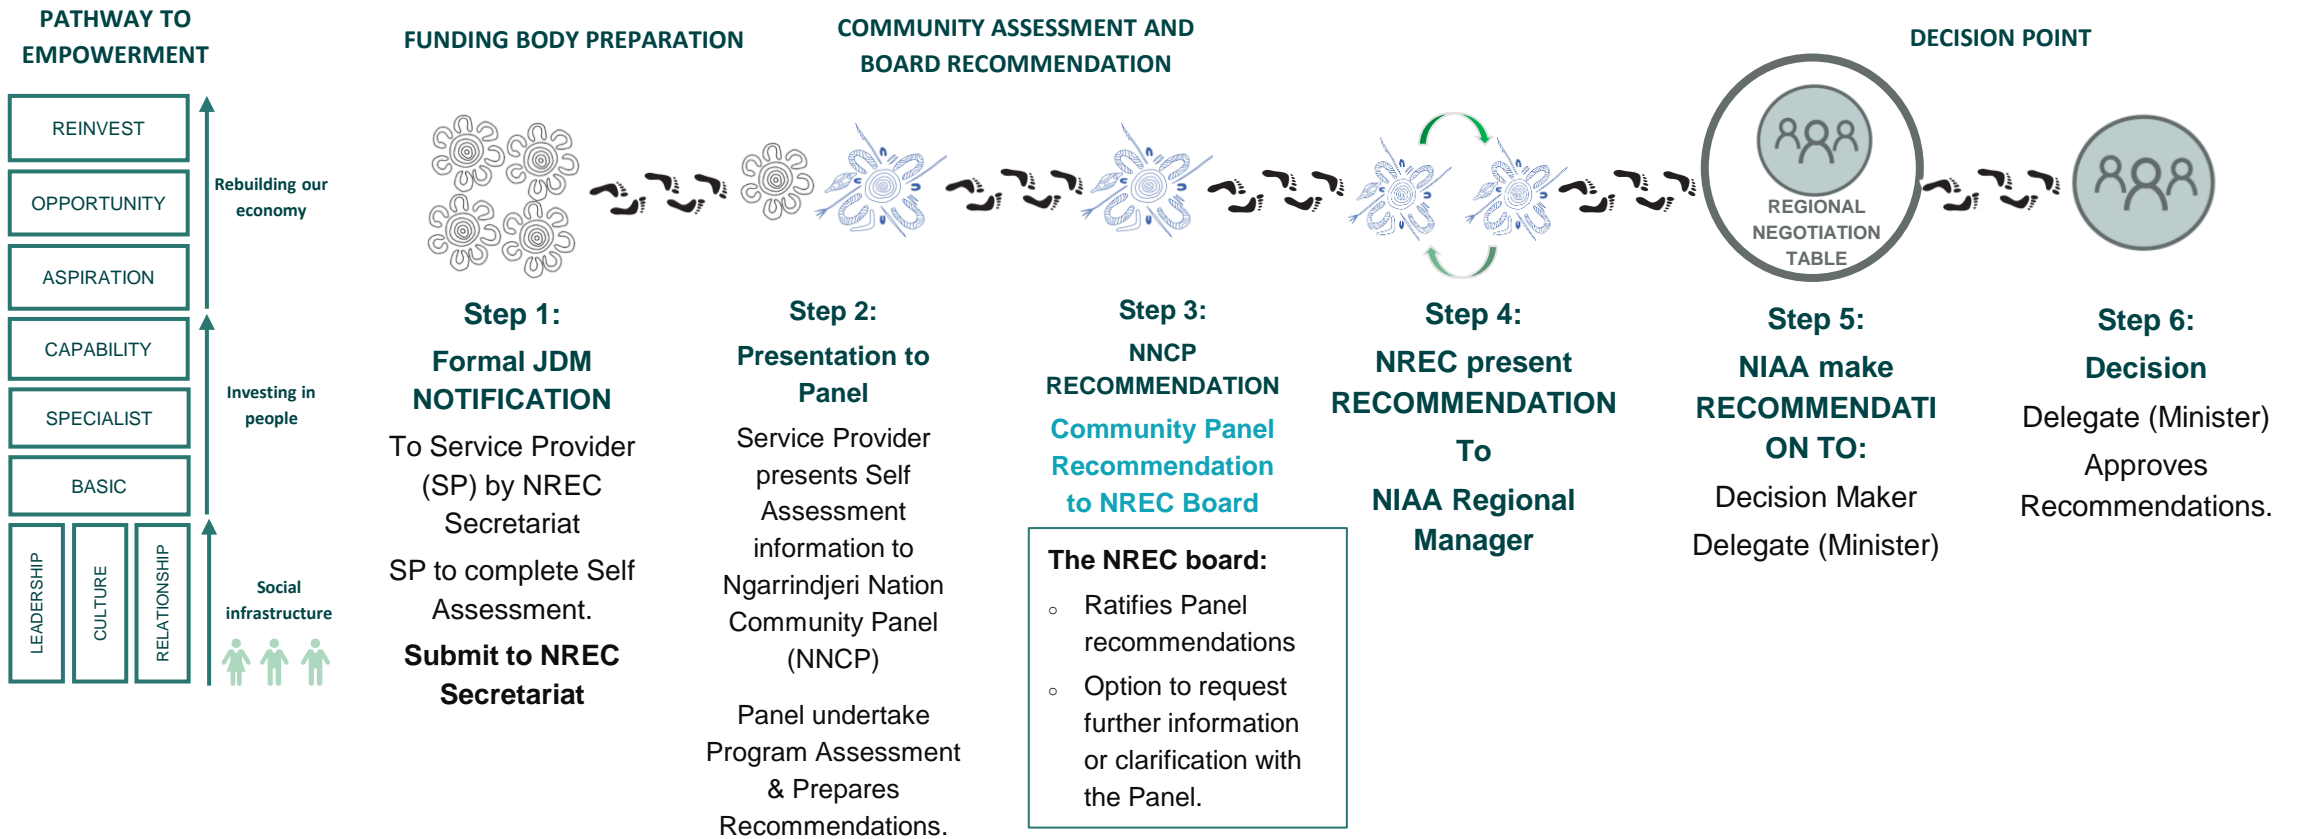 PATHWAY TO
EMPOWERMENT
REINVEST
OPPORTUNITY
ASPIRATION
CAPABILITY
SPECIALIST
BASIC
LEADERSHIP
CULTURE
RELATIONSHIP
Rebuilding our
economy
Investing in
people
Social
infrastructure
FUNDING BODY PREPARATION
COMMUNITY ASSESSMENT AND
BOARD RECOMMENDATION
DECISION POINT
REGIONAL
NEGOTIATION
TABLE
Step 1:
Formal JDM
NOTIFICATION
To Service Provider
(SP) by NREC
Secretariat
SP to complete Self
Assessment.
Submit to NREC
Secretariat
Step 2:
Presentation to
Panel
Service Provider
presents Self
Assessment
information to
Ngarrindjeri Nation
Community Panel
(NNCP)
Panel undertake
Program Assessment
& Prepares
Recommendations.
Step 3:
NNCP
RECOMMENDATION
Community Panel
Recommendation
to NREC Board
The NREC board:
○ Ratifies Panel
recommendations
○ Option to request
further information
or clarification with
the Panel.
Step 4:
NREC present
RECOMMENDATION
To
NIAA Regional
Manager
Step 5:
NIAA make
RECOMMENDATI
ON TO:
Decision Maker
Delegate (Minister)
Step 6:
Decision
Delegate (Minister)
Approves
Recommendations.